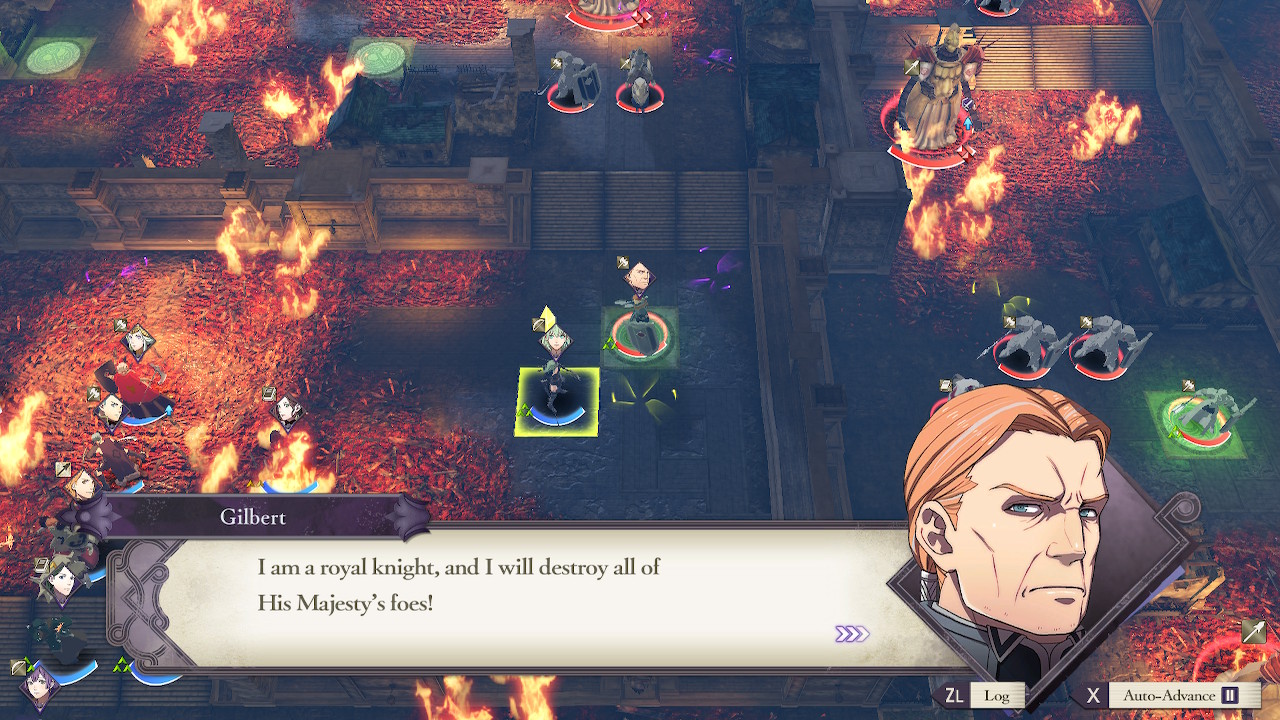 Gilbert
I am a royal knight, and I will destroy all of
His Majesty's foes!
ZL Log X Auto-Advance